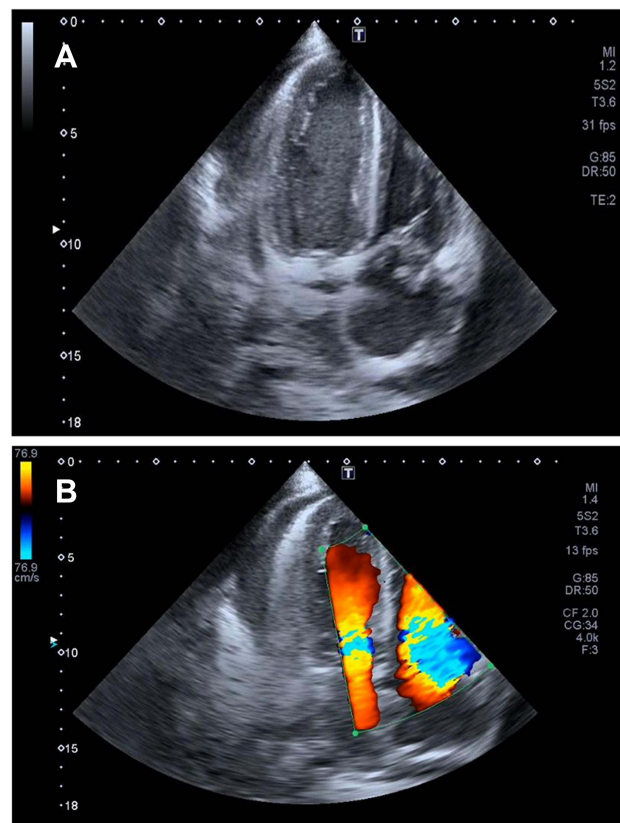 A
0
5
10
15
18
T
MI
1.2
5S2
T3.6
31 fps
G:85
DR:50
TE:2
B
76.9
76.9
cm/s
0
5
10
15
18
T
MI
1.4
5S2
T3.6
13 fps
G:85
DR:50
CF 2.0
CG:34
4.0k
F:3